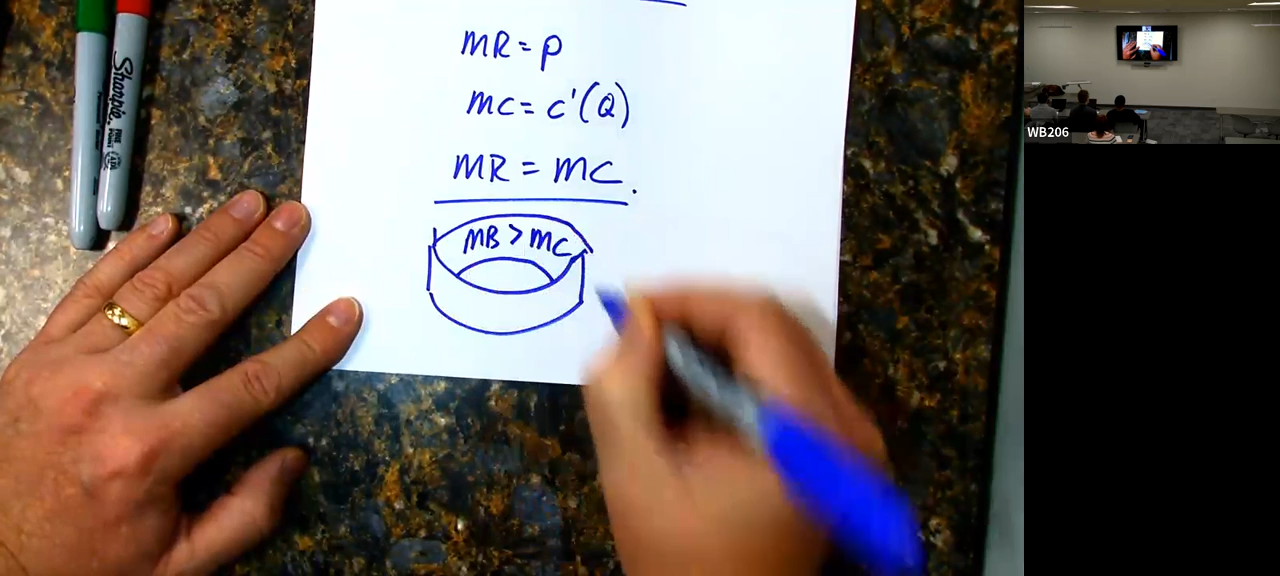 MR = P
MC = C'(Q)
MR = MC.
MB > MC
Sharpie
WB206